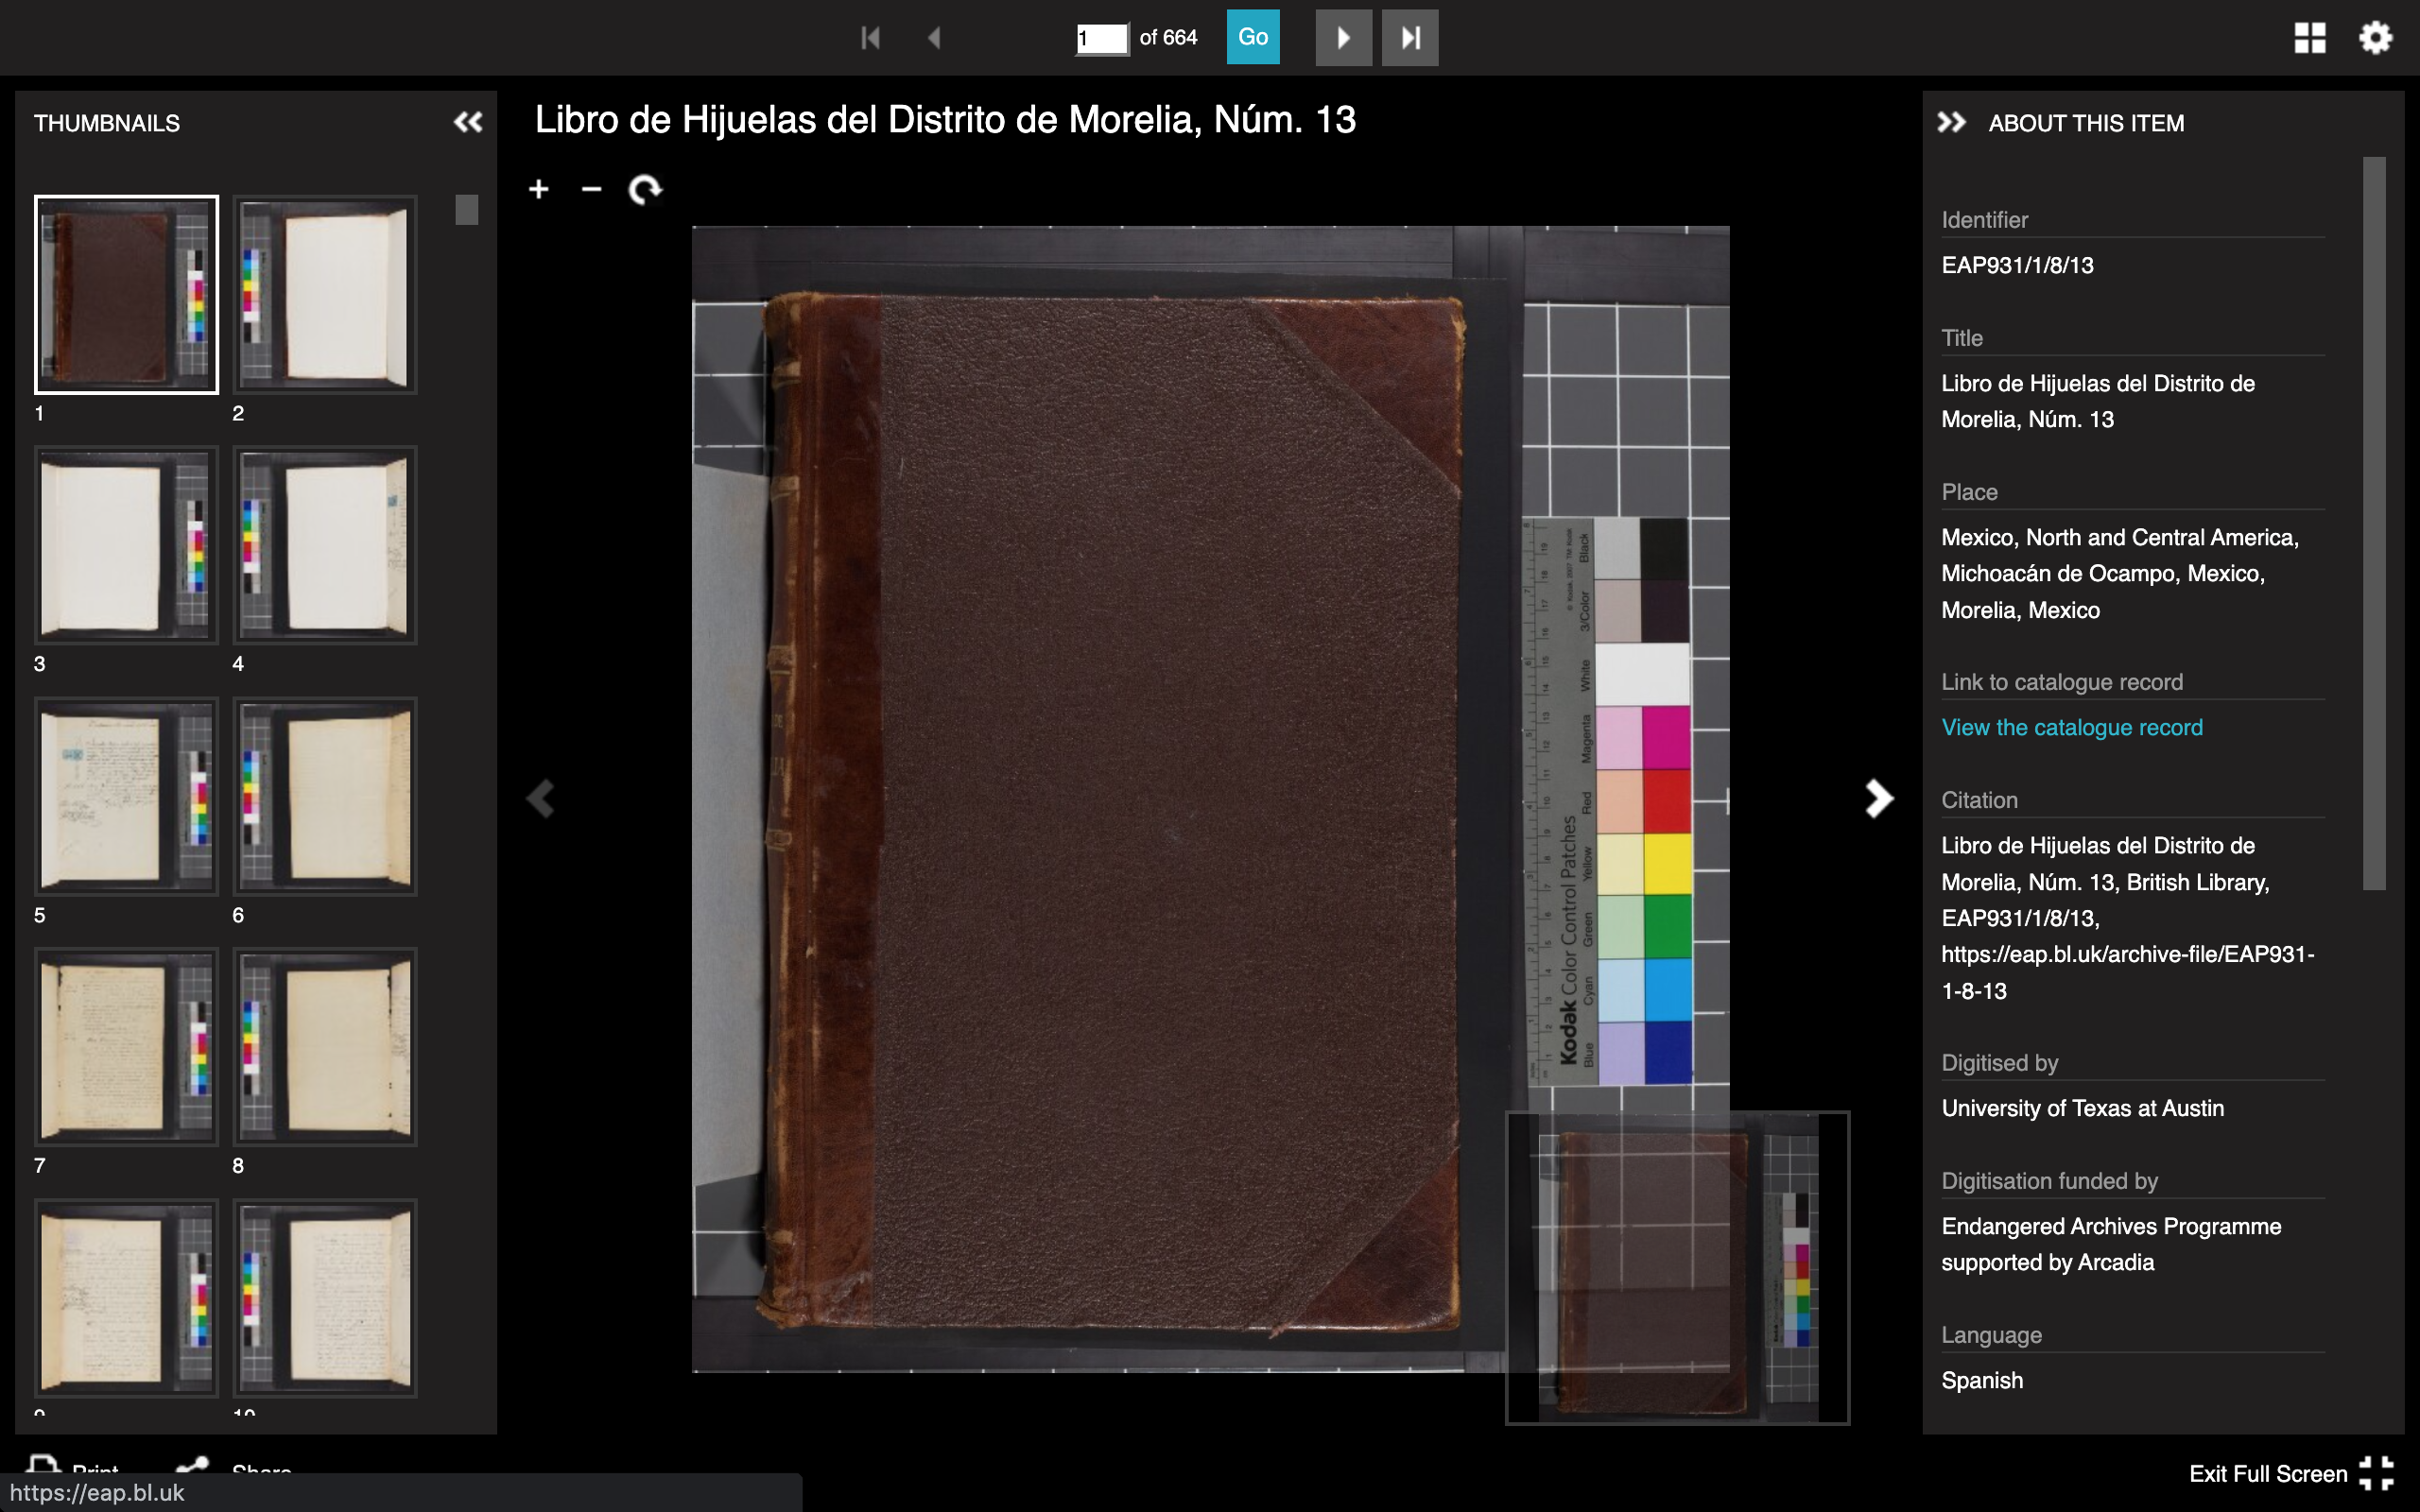 1 of 664 Go
THUMBNAILS
1
2
3
4
5
6
7
8
9
10
Libro de Hijuelas del Distrito de Morelia, Núm. 13
Kodak Color Control Patches
Blue Cyan Green Yellow Red Magenta White 3/Color Black
ABOUT THIS ITEM
Identifier
EAP931/1/8/13
Title
Libro de Hijuelas del Distrito de
Morelia, Núm. 13
Place
Mexico, North and Central America,
Michoacán de Ocampo, Mexico,
Morelia, Mexico
Link to catalogue record
View the catalogue record
Citation
Libro de Hijuelas del Distrito de
Morelia, Núm. 13, British Library,
EAP931/1/8/13,
https://eap.bl.uk/archive-file/EAP931-
1-8-13
Digitised by
University of Texas at Austin
Digitisation funded by
Endangered Archives Programme
supported by Arcadia
Language
Spanish
Print Share
https://eap.bl.uk
Exit Full Screen